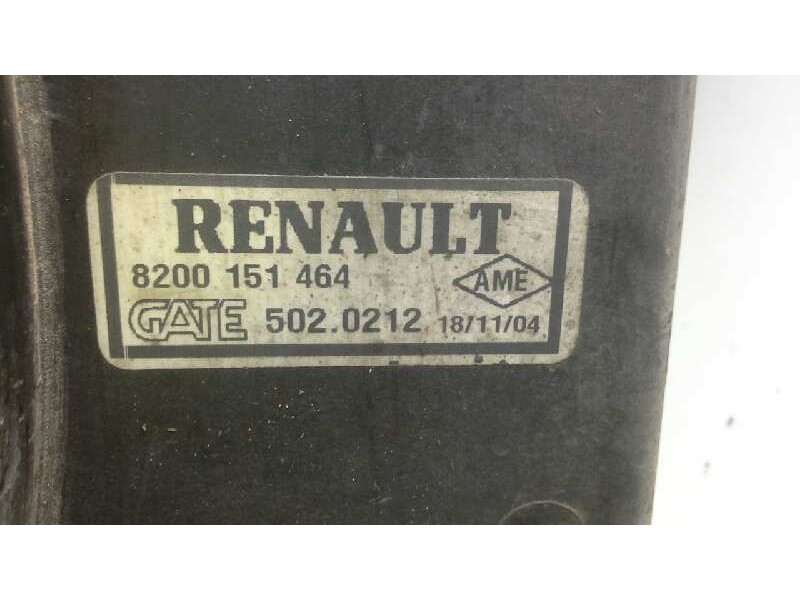 RENAULT
8200 151 464 AME
GATE 502.0212 18/11/04